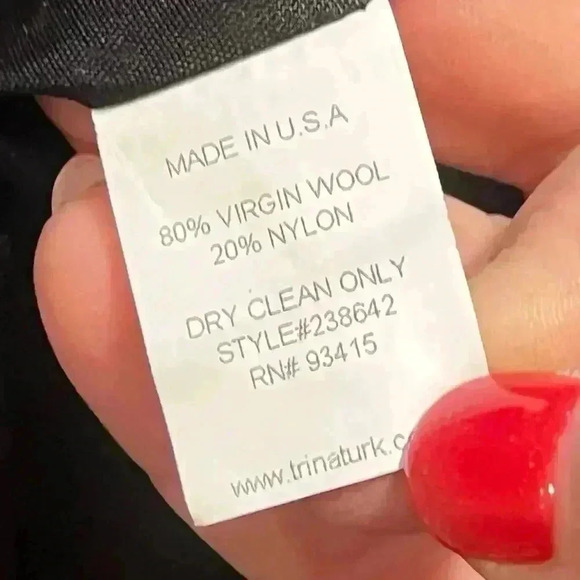 MADE IN U.S.A
80% VIRGIN WOOL
20% NYLON
DRY CLEAN ONLY
STYLE#238642
RN# 93415
www.trinaturk.c